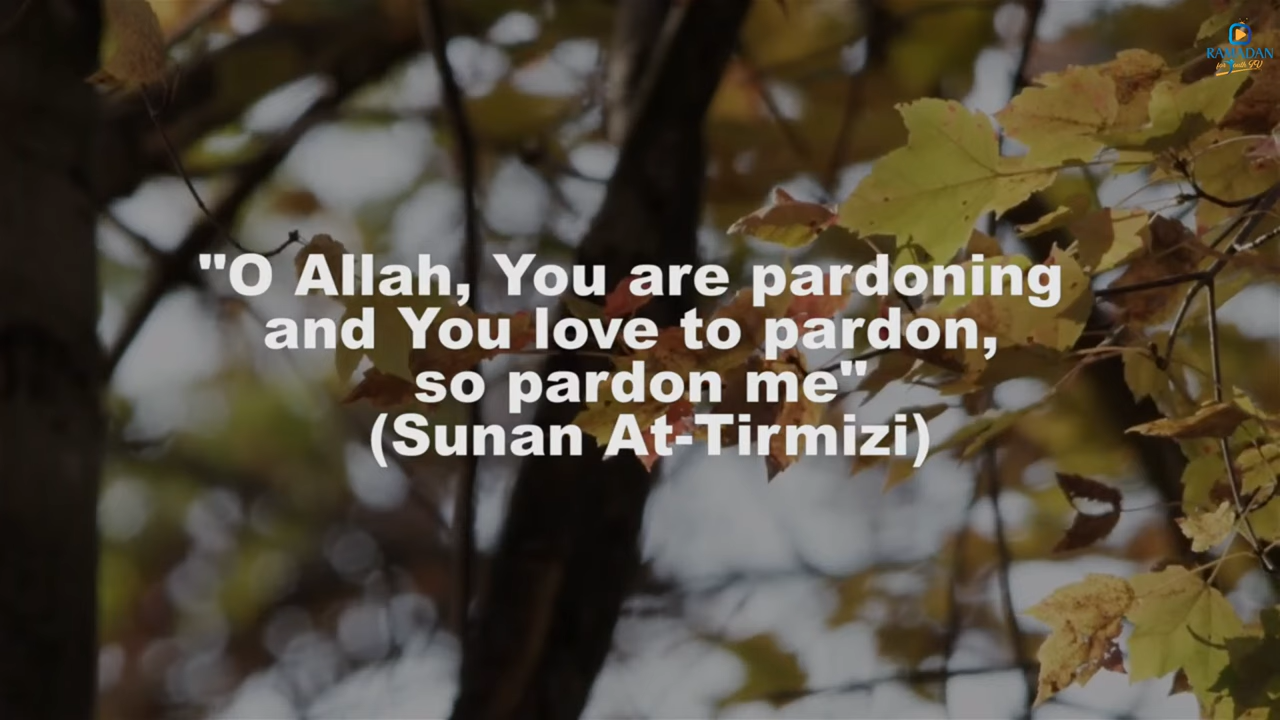 "O Allah, You are pardoning
and You love to pardon,
so pardon me"
(Sunan At-Tirmizi)
RAMADAN